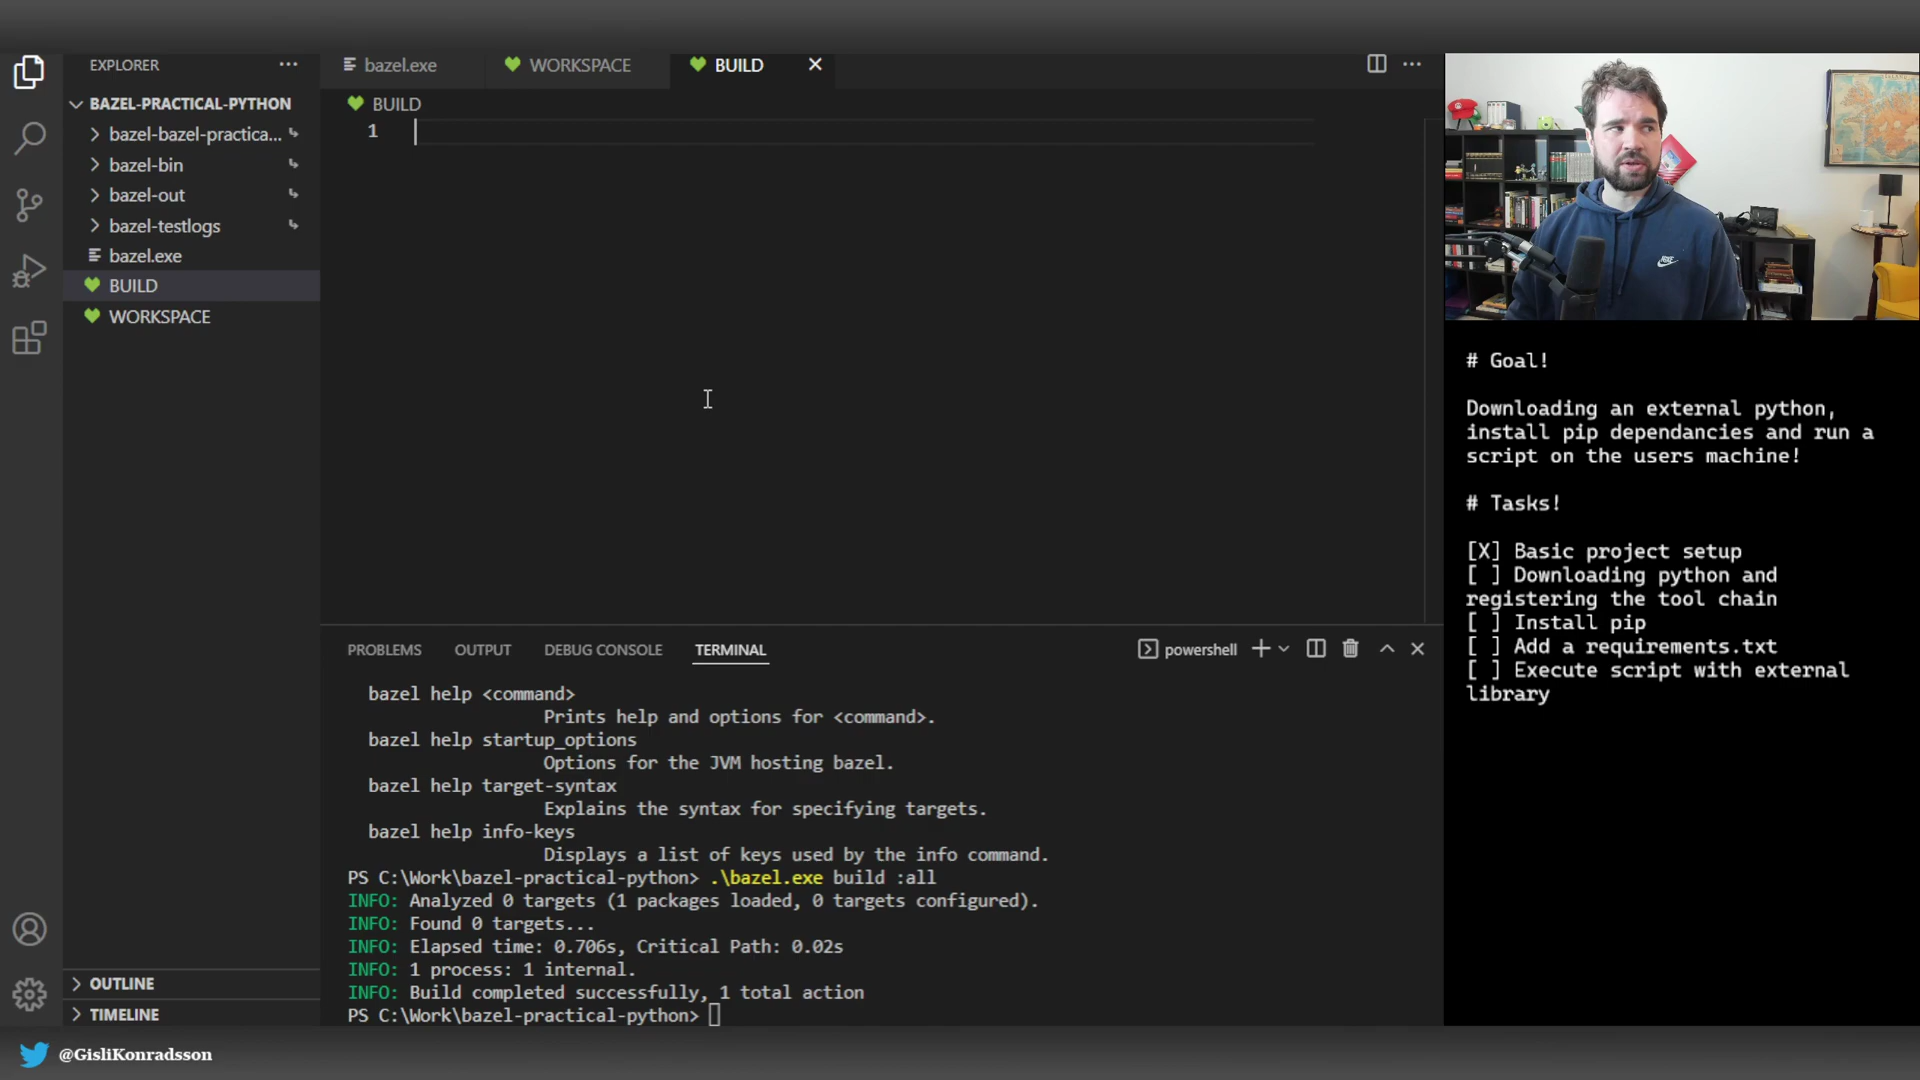 EXPLORER
BAZEL-PRACTICAL-PYTHON
bazel-bazel-practica...
bazel-bin
bazel-out
bazel-testlogs
bazel.exe
BUILD
WORKSPACE
OUTLINE
TIMELINE
bazel.exe
WORKSPACE
BUILD
BUILD
1
PROBLEMS
OUTPUT
DEBUG CONSOLE
TERMINAL
powershell
bazel help <command>
Prints help and options for <command>.
bazel help startup_options
Options for the JVM hosting bazel.
bazel help target-syntax
Explains the syntax for specifying targets.
bazel help info-keys
Displays a list of keys used by the info command.
PS C:\Work\bazel-practical-python> .\bazel.exe build :all
INFO: Analyzed 0 targets (1 packages loaded, 0 targets configured).
INFO: Found 0 targets...
INFO: Elapsed time: 0.706s, Critical Path: 0.02s
INFO: 1 process: 1 internal.
INFO: Build completed successfully, 1 total action
PS C:\Work\bazel-practical-python>
# Goal!
Downloading an external python,
install pip dependancies and run a
script on the users machine!
# Tasks!
[X] Basic project setup
[ ] Downloading python and
registering the tool chain
[ ] Install pip
[ ] Add a requirements.txt
[ ] Execute script with external
library
@GisliKonradsson